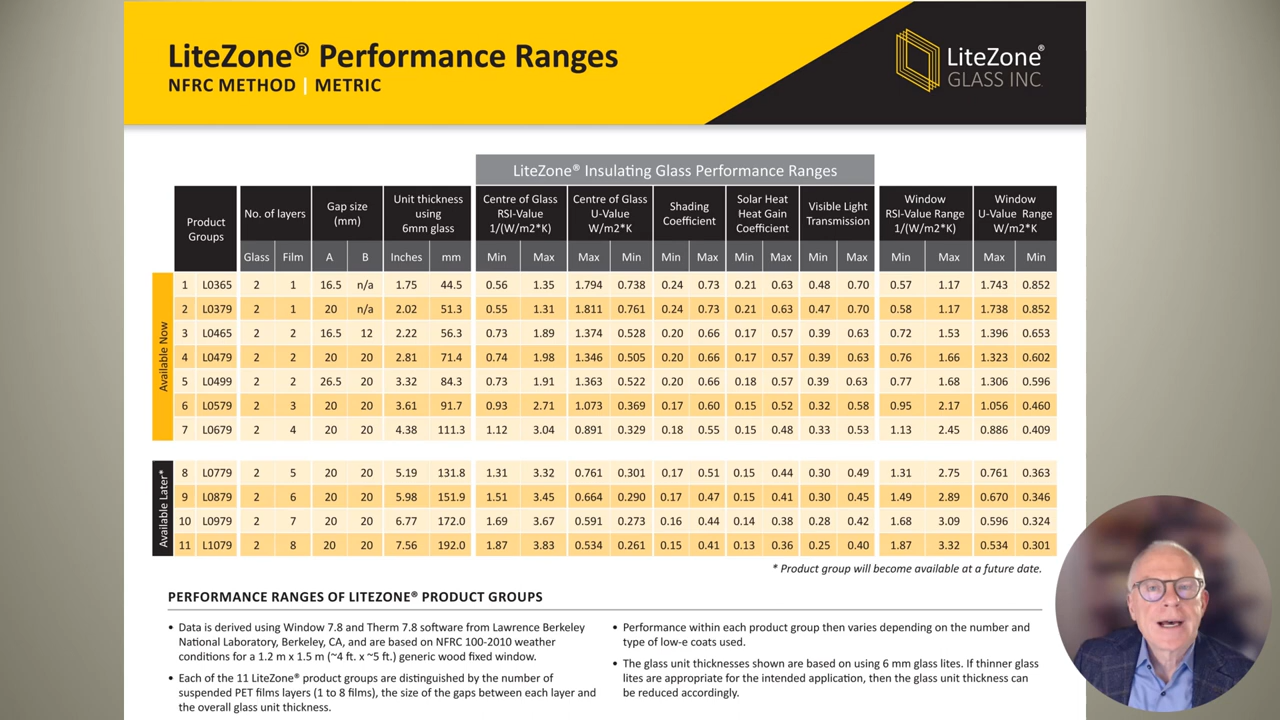 LiteZone® Performance Ranges
NFRC METHOD | METRIC
LiteZone®
GLASS INC.
LiteZone® Insulating Glass Performance Ranges
Product Groups No. of layers Gap size (mm) Unit thickness using 6mm glass Centre of Glass RSI-Value 1/(W/m2*K) Centre of Glass U-Value W/m2*K Shading Coefficient Solar Heat Heat Gain Coefficient Visible Light Transmission Window RSI-Value Range 1/(W/m2*K) Window U-Value Range W/m2*K
Glass Film A B Inches mm Min Max Max Min Min Max Min Max Min Max Min Max Max Min
Available Now
1 L0365 2 1 16.5 n/a 1.75 44.5 0.56 1.35 1.794 0.738 0.24 0.73 0.21 0.63 0.48 0.70 0.57 1.17 1.743 0.852
2 L0379 2 1 20 n/a 2.02 51.3 0.55 1.31 1.811 0.761 0.24 0.73 0.21 0.63 0.47 0.70 0.58 1.17 1.738 0.852
3 L0465 2 2 16.5 12 2.22 56.3 0.73 1.89 1.374 0.528 0.20 0.66 0.17 0.57 0.39 0.63 0.72 1.53 1.396 0.653
4 L0479 2 2 20 20 2.81 71.4 0.74 1.98 1.346 0.505 0.20 0.66 0.17 0.57 0.39 0.63 0.76 1.66 1.323 0.602
5 L0499 2 2 26.5 20 3.32 84.3 0.73 1.91 1.363 0.522 0.20 0.66 0.18 0.57 0.39 0.63 0.77 1.68 1.306 0.596
6 L0579 2 3 20 20 3.61 91.7 0.93 2.71 1.073 0.369 0.17 0.60 0.15 0.52 0.32 0.58 0.95 2.17 1.056 0.460
7 L0679 2 4 20 20 4.38 111.3 1.12 3.04 0.891 0.329 0.18 0.55 0.15 0.48 0.33 0.53 1.13 2.45 0.886 0.409
Available Later*
8 L0779 2 5 20 20 5.19 131.8 1.31 3.32 0.761 0.301 0.17 0.51 0.15 0.44 0.30 0.49 1.31 2.75 0.761 0.363
9 L0879 2 6 20 20 5.98 151.9 1.51 3.45 0.664 0.290 0.17 0.47 0.15 0.41 0.30 0.45 1.49 2.89 0.670 0.346
10 L0979 2 7 20 20 6.77 172.0 1.69 3.67 0.591 0.273 0.16 0.44 0.14 0.38 0.28 0.42 1.68 3.09 0.596 0.324
11 L1079 2 8 20 20 7.56 192.0 1.87 3.83 0.534 0.261 0.15 0.41 0.13 0.36 0.25 0.40 1.87 3.32 0.534 0.301
* Product group will become available at a future date.
PERFORMANCE RANGES OF LITEZONE® PRODUCT GROUPS
• Data is derived using Window 7.8 and Therm 7.8 software from Lawrence Berkeley
National Laboratory, Berkeley, CA, and are based on NFRC 100-2010 weather
conditions for a 1.2 m x 1.5 m (~4 ft. x ~5 ft.) generic wood fixed window.
• Each of the 11 LiteZone® product groups are distinguished by the number of
suspended PET films layers (1 to 8 films), the size of the gaps between each layer and
the overall glass unit thickness.
• Performance within each product group then varies depending on the number and
type of low-e coats used.
• The glass unit thicknesses shown are based on using 6 mm glass lites. If thinner glass
lites are appropriate for the intended application, then the glass unit thickness can
be reduced accordingly.